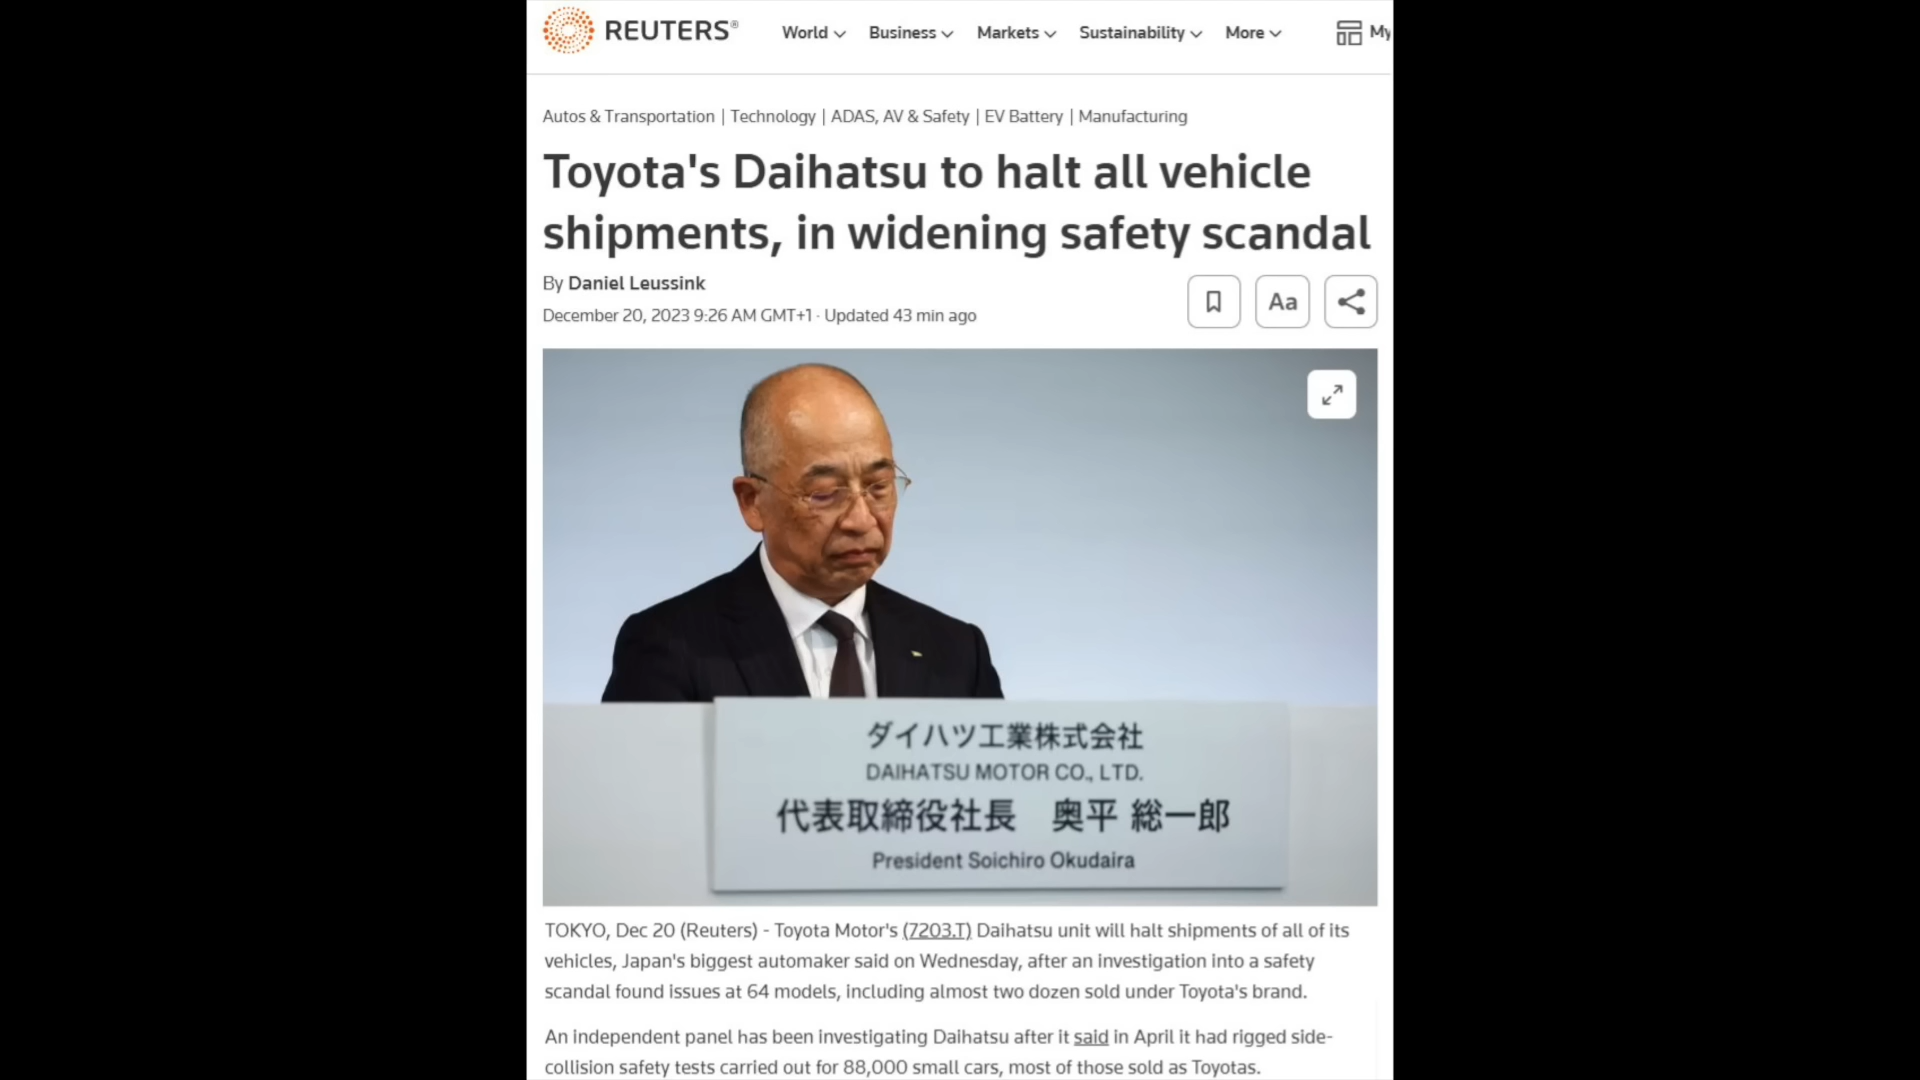 REUTERS®
World
Business
Markets
Sustainability
More
My
Autos & Transportation | Technology | ADAS, AV & Safety | EV Battery | Manufacturing
Toyota's Daihatsu to halt all vehicle
shipments, in widening safety scandal
By Daniel Leussink
December 20, 2023 9:26 AM GMT+1 · Updated 43 min ago
Aa
ダイハツ工業株式会社
DAIHATSU MOTOR CO., LTD.
代表取締役社長 奥平 総一郎
President Soichiro Okudaira
TOKYO, Dec 20 (Reuters) - Toyota Motor's (7203.T) Daihatsu unit will halt shipments of all of its
vehicles, Japan's biggest automaker said on Wednesday, after an investigation into a safety
scandal found issues at 64 models, including almost two dozen sold under Toyota's brand.
An independent panel has been investigating Daihatsu after it said in April it had rigged side-
collision safety tests carried out for 88,000 small cars, most of those sold as Toyotas.